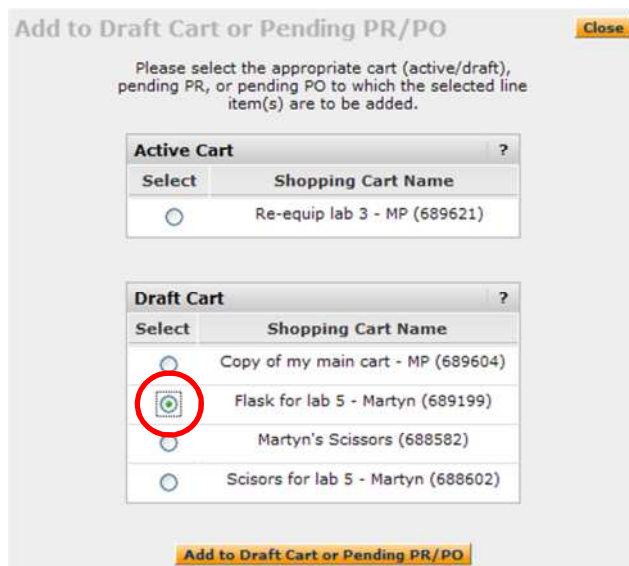 Add to Draft Cart or Pending PR/PO
Close
Please select the appropriate cart (active/draft),
pending PR, or pending PO to which the selected line
item(s) are to be added.
Active Cart ?
Select Shopping Cart Name
Re-equip lab 3 - MP (689621)
Draft Cart ?
Select Shopping Cart Name
Copy of my main cart - MP (689604)
Flask for lab 5 - Martyn (689199)
Martyn's Scissors (688582)
Scisors for lab 5 - Martyn (688602)
Add to Draft Cart or Pending PR/PO